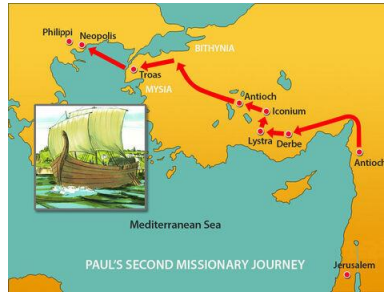 Philippi
Neopolis
BITHYNIA
Troas
MYSIA
Antioch
Iconium
Lystra
Derbe
Antioch
Mediterranean Sea
PAUL'S SECOND MISSIONARY JOURNEY
Jerusalem